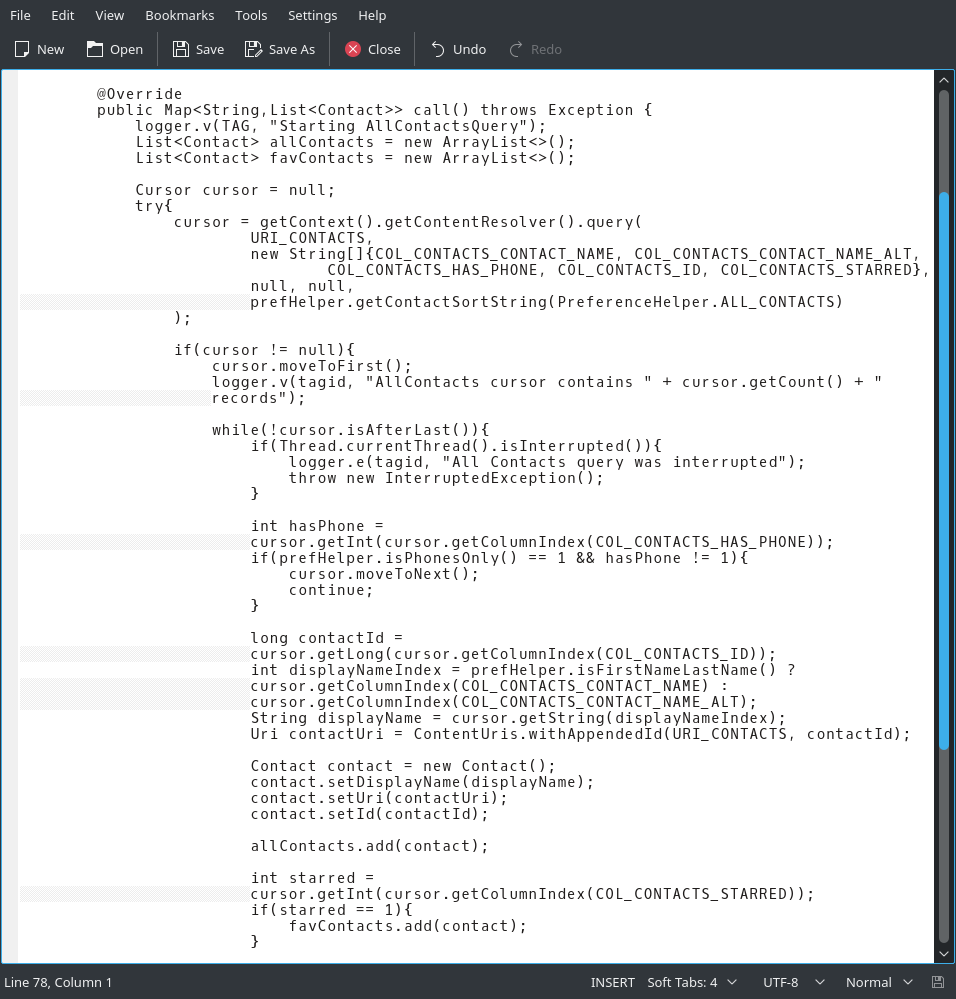 File Edit View Bookmarks Tools Settings Help
New Open Save Save As Close Undo Redo
@Override
public Map<String,List<Contact>> call() throws Exception {
logger.v(TAG, "Starting AllContactsQuery");
List<Contact> allContacts = new ArrayList<>();
List<Contact> favContacts = new ArrayList<>();
Cursor cursor = null;
try{
cursor = getContext().getContentResolver().query(
URI_CONTACTS,
new String[]{COL_CONTACTS_CONTACT_NAME, COL_CONTACTS_CONTACT_NAME_ALT,
COL_CONTACTS_HAS_PHONE, COL_CONTACTS_ID, COL_CONTACTS_STARRED},
null, null,
prefHelper.getContactSortString(PreferenceHelper.ALL_CONTACTS)
);
if(cursor != null){
cursor.moveToFirst();
logger.v(tagid, "AllContacts cursor contains " + cursor.getCount() + "
records");
while(!cursor.isAfterLast()){
if(Thread.currentThread().isInterrupted()){
logger.e(tagid, "All Contacts query was interrupted");
throw new InterruptedException();
}
int hasPhone =
cursor.getInt(cursor.getColumnIndex(COL_CONTACTS_HAS_PHONE));
if(prefHelper.isPhonesOnly() == 1 && hasPhone != 1){
cursor.moveToNext();
continue;
}
long contactId =
cursor.getLong(cursor.getColumnIndex(COL_CONTACTS_ID));
int displayNameIndex = prefHelper.isFirstNameLastName() ?
cursor.getColumnIndex(COL_CONTACTS_CONTACT_NAME) :
cursor.getColumnIndex(COL_CONTACTS_CONTACT_NAME_ALT);
String displayName = cursor.getString(displayNameIndex);
Uri contactUri = ContentUris.withAppendedId(URI_CONTACTS, contactId);
Contact contact = new Contact();
contact.setDisplayName(displayName);
contact.setUri(contactUri);
contact.setId(contactId);
allContacts.add(contact);
int starred =
cursor.getInt(cursor.getColumnIndex(COL_CONTACTS_STARRED));
if(starred == 1){
favContacts.add(contact);
}
Line 78, Column 1 INSERT Soft Tabs: 4 UTF-8 Normal